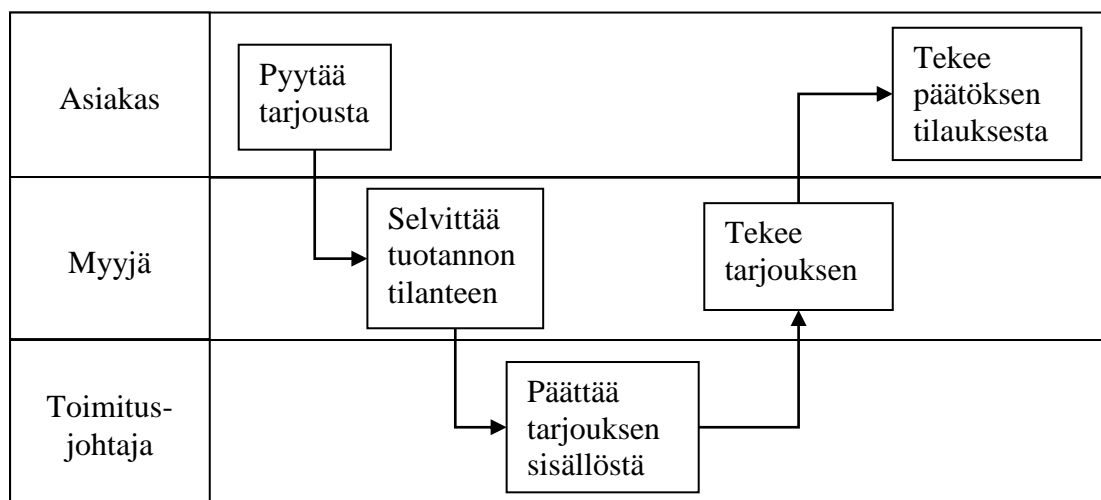 Asiakas
Pyytää
tarjousta
Tekee
päätöksen
tilauksesta
Myyjä
Selvittää
tuotannon
tilanteen
Tekee
tarjouksen
Toimitus-
johtaja
Päättää
tarjouksen
sisällöstä